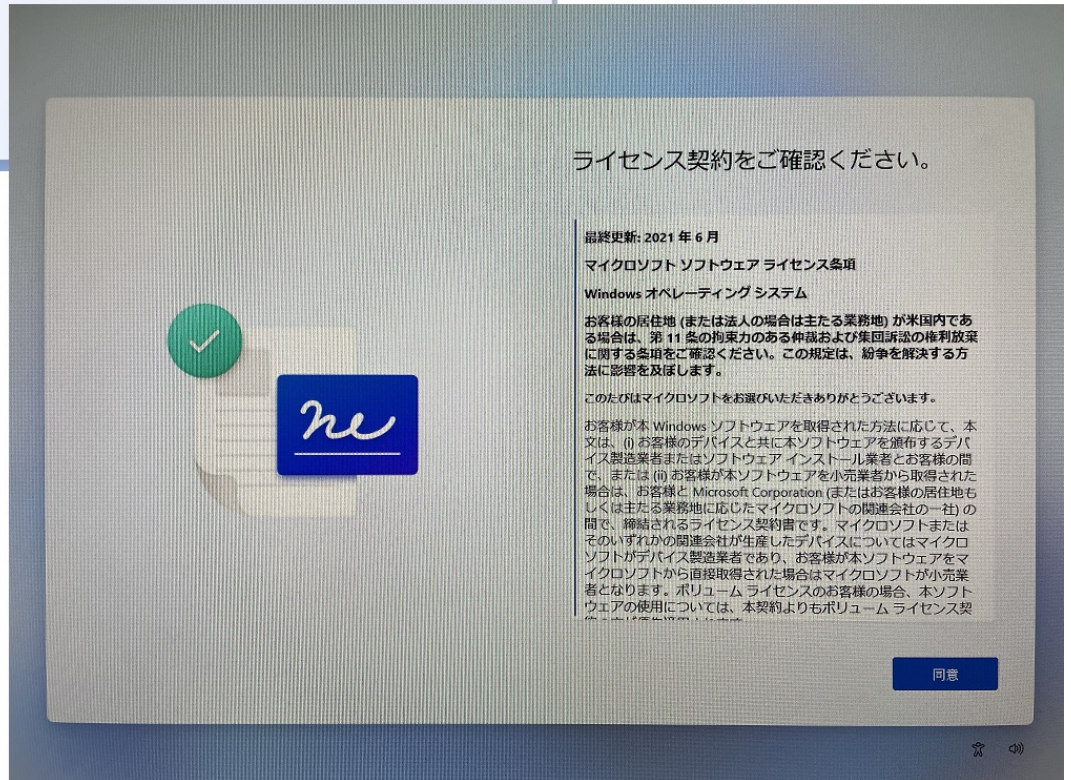 ライセンス契約をご確認ください。
最終更新: 2021 年 6 月
マイクロソフト ソフトウェア ライセンス条項
Windows オペレーティング システム
お客様の居住地 (または法人の場合は主たる業務地) が米国内であ
る場合は、第 11 条の拘束力のある仲裁および集団訴訟の権利放棄
に関する条項をご確認ください。この規定は、紛争を解決する方
法に影響を及ぼします。
このたびはマイクロソフトをお選びいただきありがとうございます。
お客様が本 Windows ソフトウェアを取得された方法に応じて、本
文は、(i) お客様のデバイスと共に本ソフトウェアを頒布するデバ
イス製造業者またはソフトウェア インストール業者とお客様の間
で、または (ii) お客様が本ソフトウェアを小売業者から取得された
場合は、お客様と Microsoft Corporation (またはお客様の居住地も
しくは主たる業務地に応じたマイクロソフトの関連会社の一社) の
間で、締結されるライセンス契約書です。マイクロソフトまたは
そのいずれかの関連会社が生産したデバイスについてはマイクロ
ソフトがデバイス製造業者であり、お客様が本ソフトウェアをマ
イクロソフトから直接取得された場合はマイクロソフトが小売業
者となります。ボリューム ライセンスのお客様の場合、本ソフト
ウェアの使用については、本契約よりもボリューム ライセンス契
同意